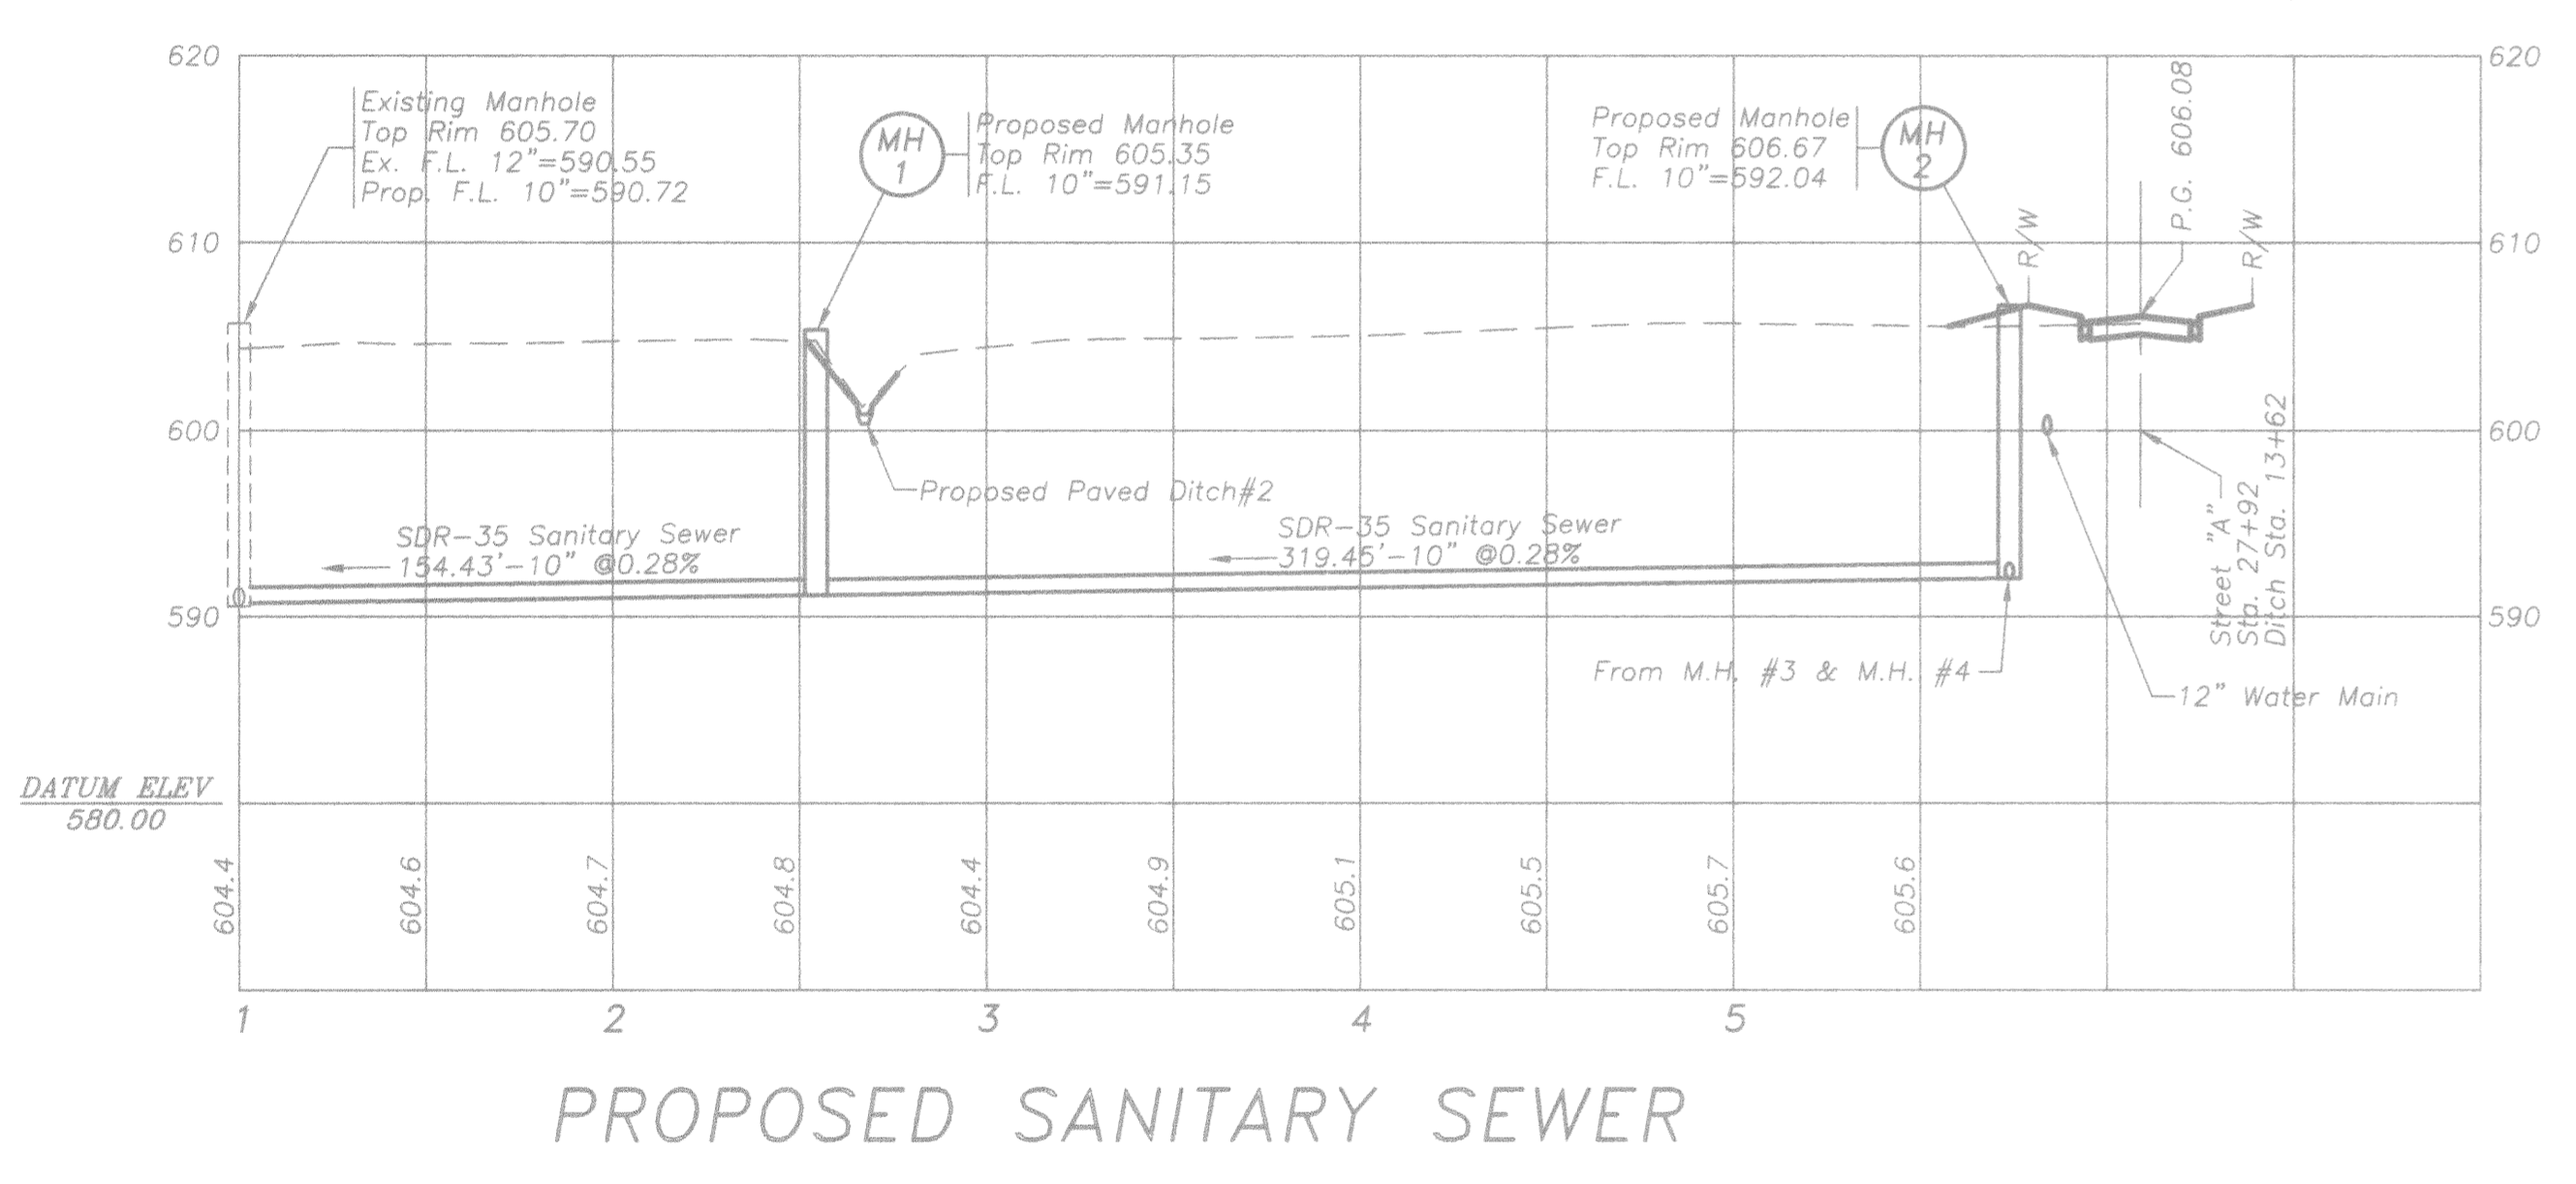 620
620
Existing Manhole
Top Rim 605.70
Ex. F.L. 12"=590.55
Prop. F.L. 10"=590.72
MH
1
Proposed Manhole
Top Rim 605.35
F.L. 10"=591.15
Proposed Manhole
Top Rim 606.67
F.L. 10"=592.04
MH
2
P.G. 606.08
R/W
R/W
610
610
600
600
Proposed Paved Ditch#2
SDR-35 Sanitary Sewer
154.43'-10" @0.28%
SDR-35 Sanitary Sewer
319.45'-10" @0.28%
Street "A"
Sta. 27+92
Ditch Sta. 13+62
590
590
From M.H. #3 & M.H. #4
12" Water Main
DATUM ELEV
580.00
604.4
604.6
604.7
604.8
604.4
604.9
605.1
605.5
605.7
605.6
1
2
3
4
5
PROPOSED SANITARY SEWER